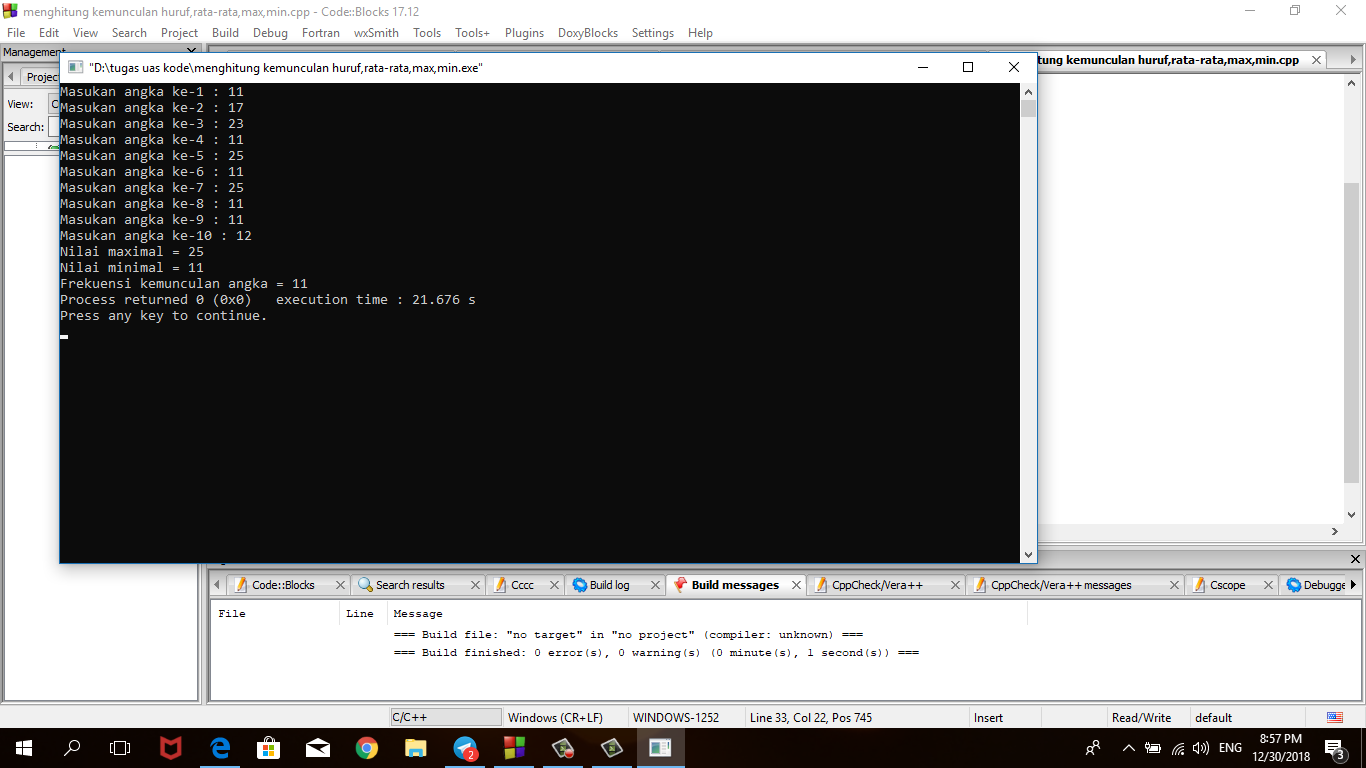 menghitung kemunculan huruf,rata-rata,max,min.cpp - Code::Blocks 17.12
File Edit View Search Project Build Debug Fortran wxSmith Tools Tools+ Plugins DoxyBlocks Settings Help
Management
"D:\tugas uas kode\menghitung kemunculan huruf,rata-rata,max,min.exe"
tung kemunculan huruf,rata-rata,max,min.cpp
Project
View:
Search:
Masukan angka ke-1 : 11
Masukan angka ke-2 : 17
Masukan angka ke-3 : 23
Masukan angka ke-4 : 11
Masukan angka ke-5 : 25
Masukan angka ke-6 : 11
Masukan angka ke-7 : 25
Masukan angka ke-8 : 11
Masukan angka ke-9 : 11
Masukan angka ke-10 : 12
Nilai maximal = 25
Nilai minimal = 11
Frekuensi kemunculan angka = 11
Process returned 0 (0x0)   execution time : 21.676 s
Press any key to continue.
Code::Blocks Search results Cccc Build log Build messages CppCheck/Vera++ CppCheck/Vera++ messages Cscope Debugge
File Line Message
=== Build file: "no target" in "no project" (compiler: unknown) ===
=== Build finished: 0 error(s), 0 warning(s) (0 minute(s), 1 second(s)) ===
C/C++ Windows (CR+LF) WINDOWS-1252 Line 33, Col 22, Pos 745 Insert Read/Write default
2
ENG
8:57 PM
12/30/2018
3